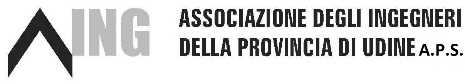 ING
ASSOCIAZIONE DEGLI INGEGNERI
DELLA PROVINCIA DI UDINE A.P.S.